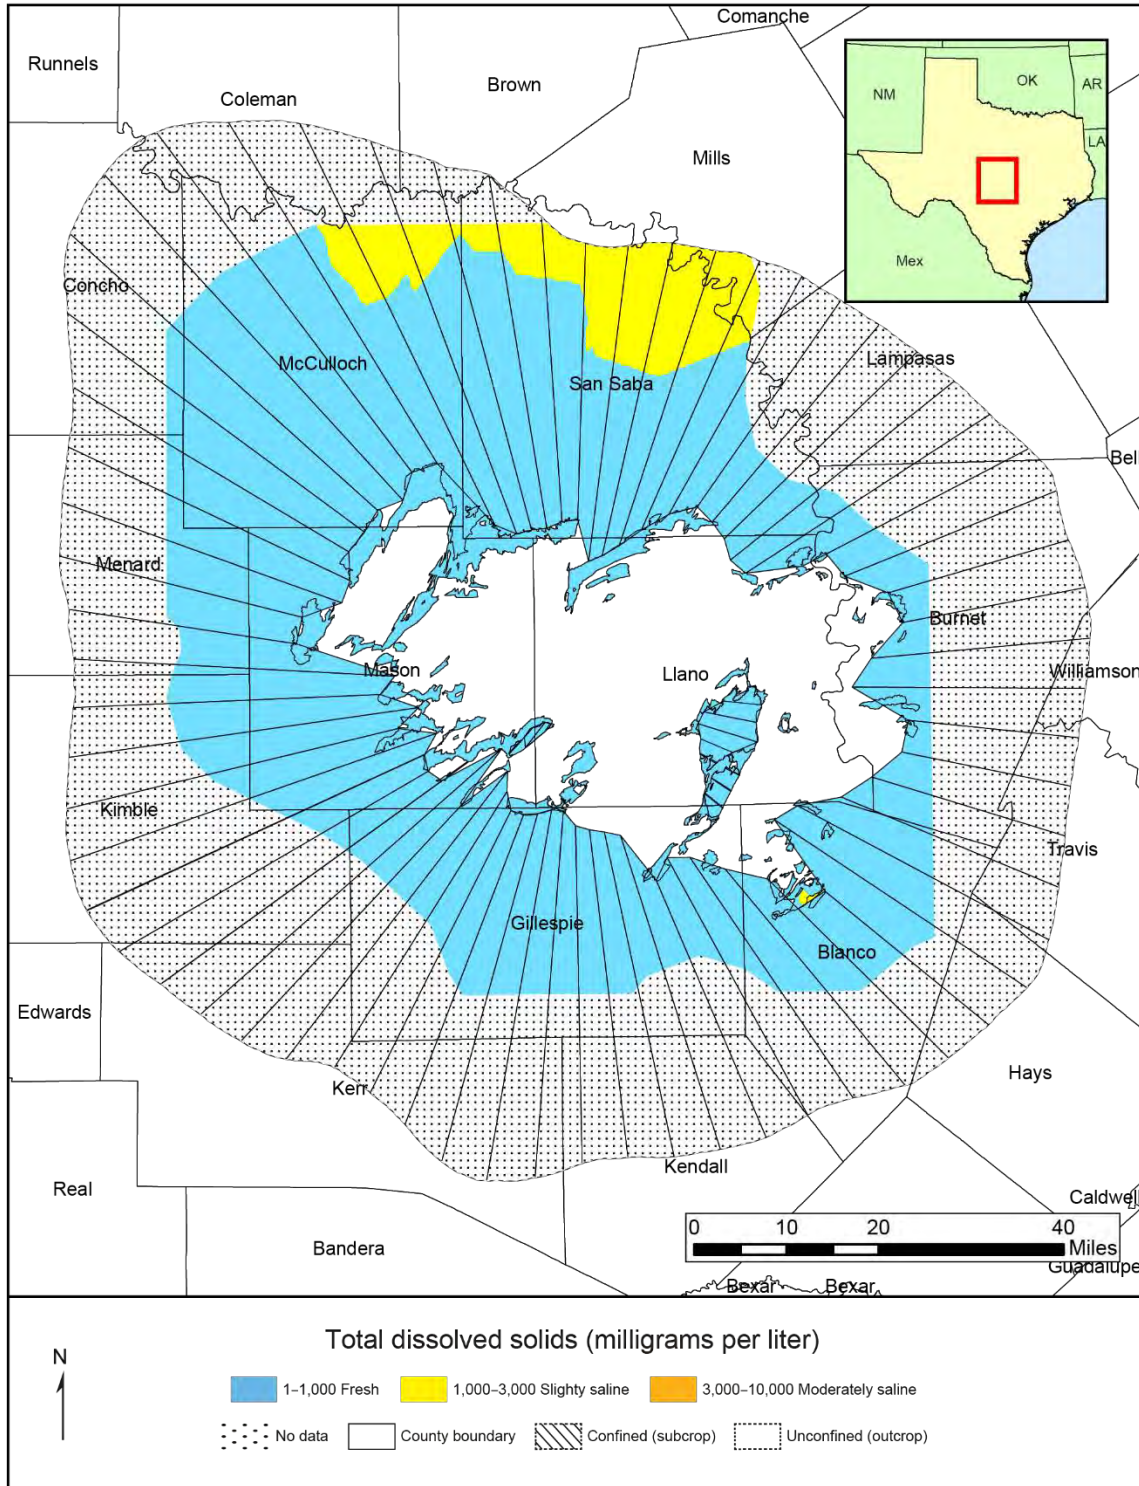 Comanche
Runnels
Brown
Coleman
Mills
NM
OK
AR
LA
Mex
Concho
McCulloch
San Saba
Lampasas
Bell
Menard
Burnet
Mason
Llano
Williamson
Kimble
Travis
Gillespie
Blanco
Edwards
Hays
Kerr
Kendall
Real
Caldwell
Bandera
0 10 20 40
Miles
Guadalupe
Bexar Bexar
Total dissolved solids (milligrams per liter)
N
1–1,000 Fresh 1,000–3,000 Slighty saline 3,000–10,000 Moderately saline
No data County boundary Confined (subcrop) Unconfined (outcrop)